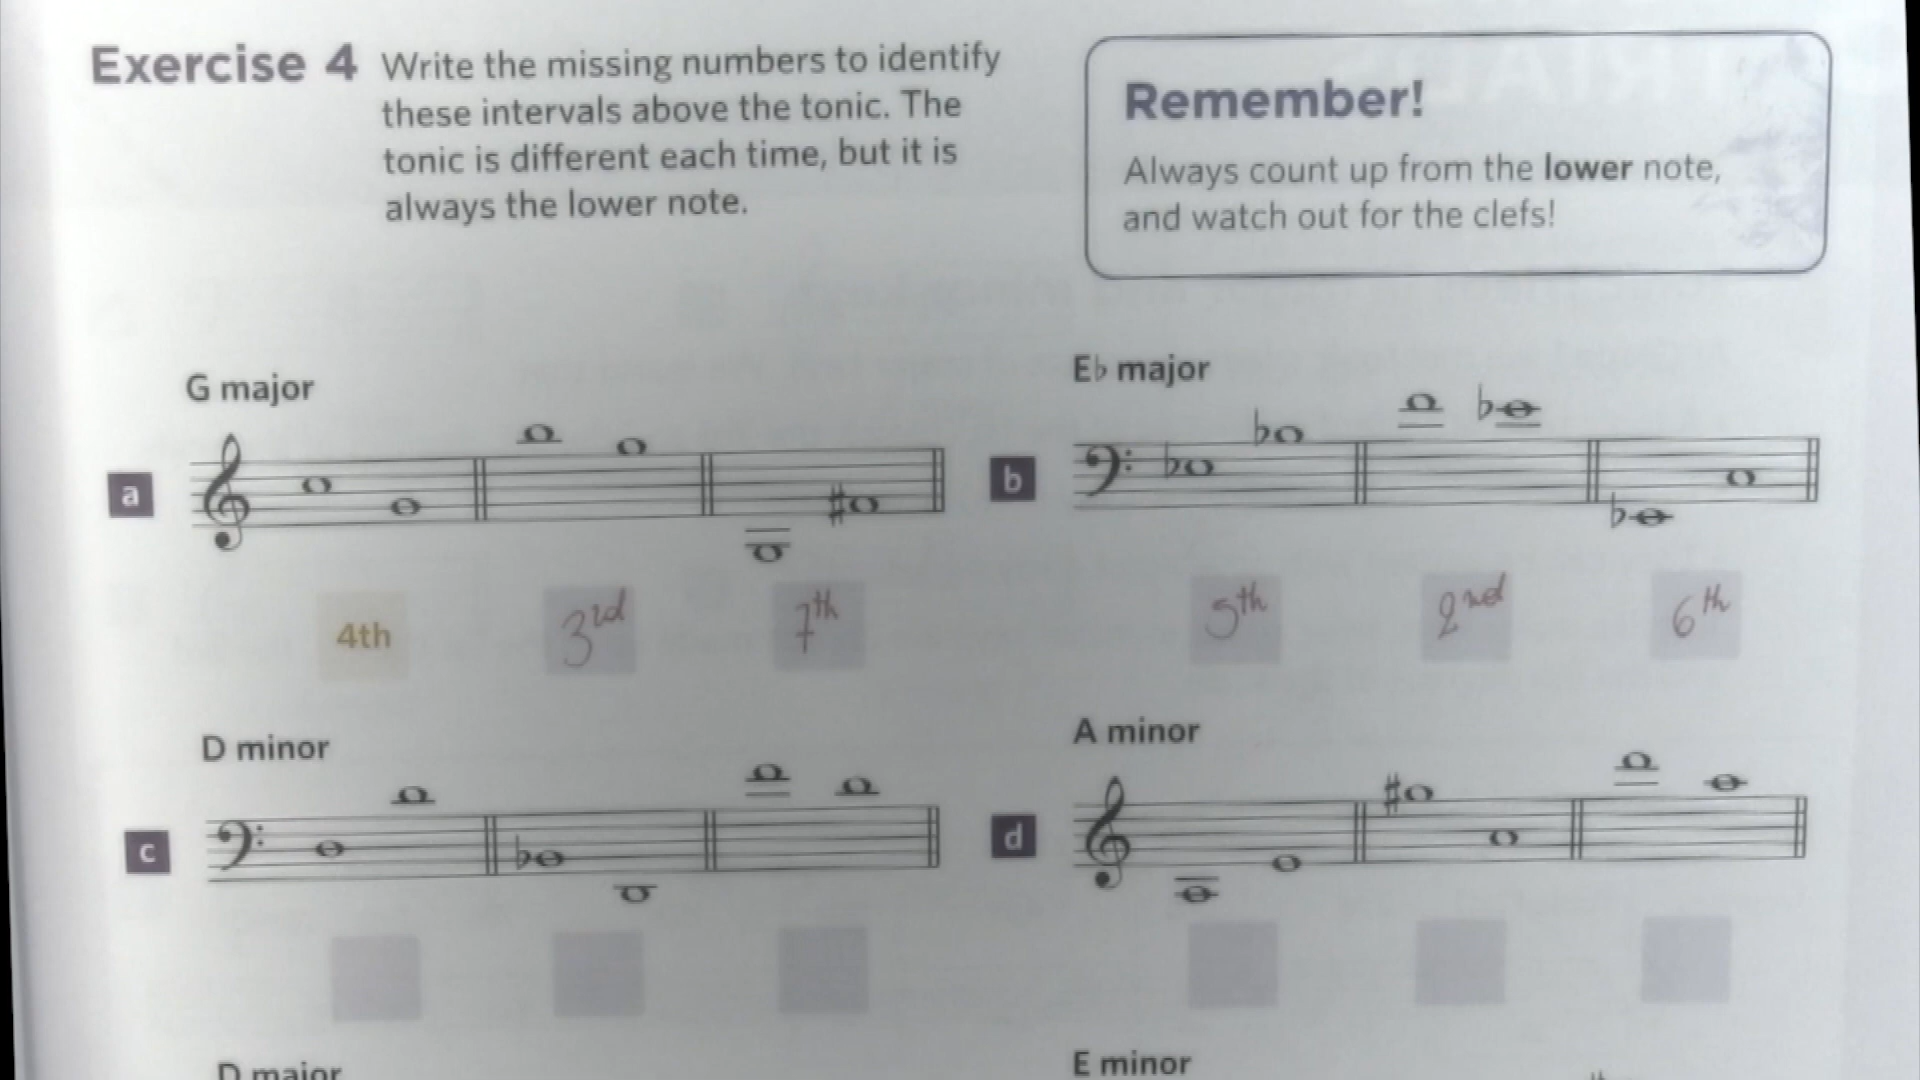 Exercise 4 Write the missing numbers to identify
these intervals above the tonic. The
tonic is different each time, but it is
always the lower note.
Remember!
Always count up from the lower note,
and watch out for the clefs!
G major
a
4th 3rd 7th
E♭ major
b
5th 2nd 6th
D minor
c
A minor
d
D major
E minor